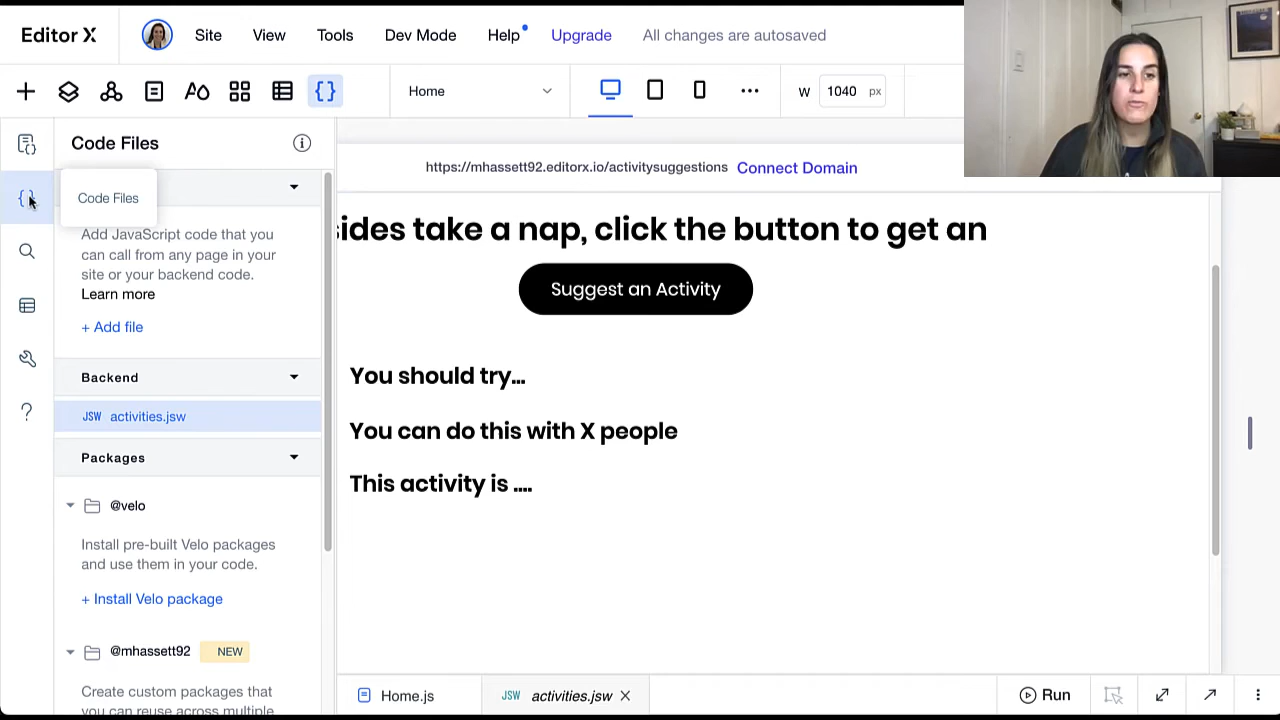 Editor X
Site
View
Tools
Dev Mode
Help
Upgrade
All changes are autosaved
Home
W
1040
px
Code Files
Code Files
Add JavaScript code that you
can call from any page in your
site or your backend code.
Learn more
+ Add file
Backend
JSW activities.jsw
Packages
@velo
Install pre-built Velo packages
and use them in your code.
+ Install Velo package
@mhassett92 NEW
Create custom packages that
you can reuse across multiple
https://mhassett92.editorx.io/activitysuggestions Connect Domain
sides take a nap, click the button to get an
Suggest an Activity
You should try...
You can do this with X people
This activity is ....
Home.js
JSW activities.jsw
Run